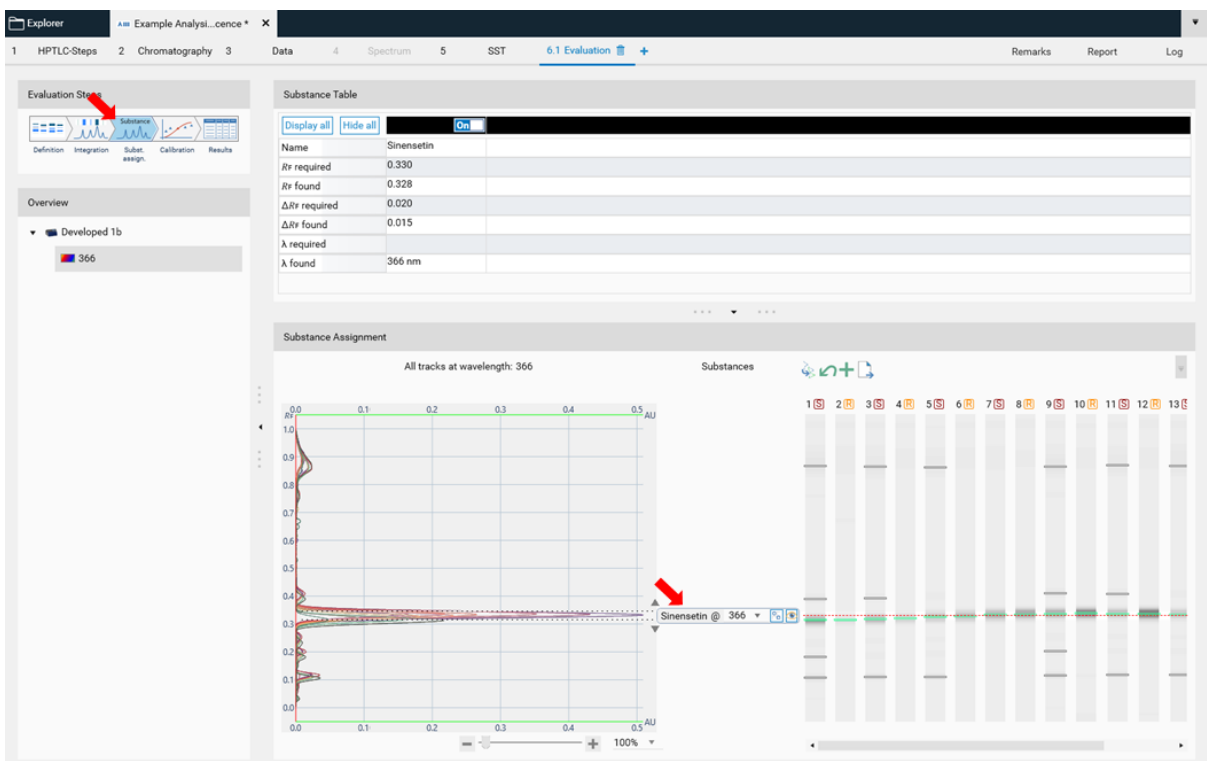 Explorer
Example Analysi...cence *
1 HPTLC-Steps 2 Chromatography 3 Data 4 Spectrum 5 SST 6.1 Evaluation + Remarks Report Log
Evaluation Steps
Substance
Definition Integration Subst. assign. Calibration Results
Overview
Developed 1b
366
Substance Table
Display all Hide all On
Name Sinensetin
RF required 0.330
RF found 0.328
ΔRF required 0.020
ΔRF found 0.015
λ required
λ found 366 nm
Substance Assignment
All tracks at wavelength: 366
Substances
1 S 2 R 3 S 4 R 5 S 6 R 7 S 8 R 9 S 10 R 11 S 12 R 13
0.0 0.1 0.2 0.3 0.4 0.5 AU
RF
1.0
0.9
0.8
0.7
0.6
0.5
0.4
Sinensetin @ 366
0.3
0.2
0.1
0.0
0.0 0.1 0.2 0.3 0.4 0.5 AU
100%